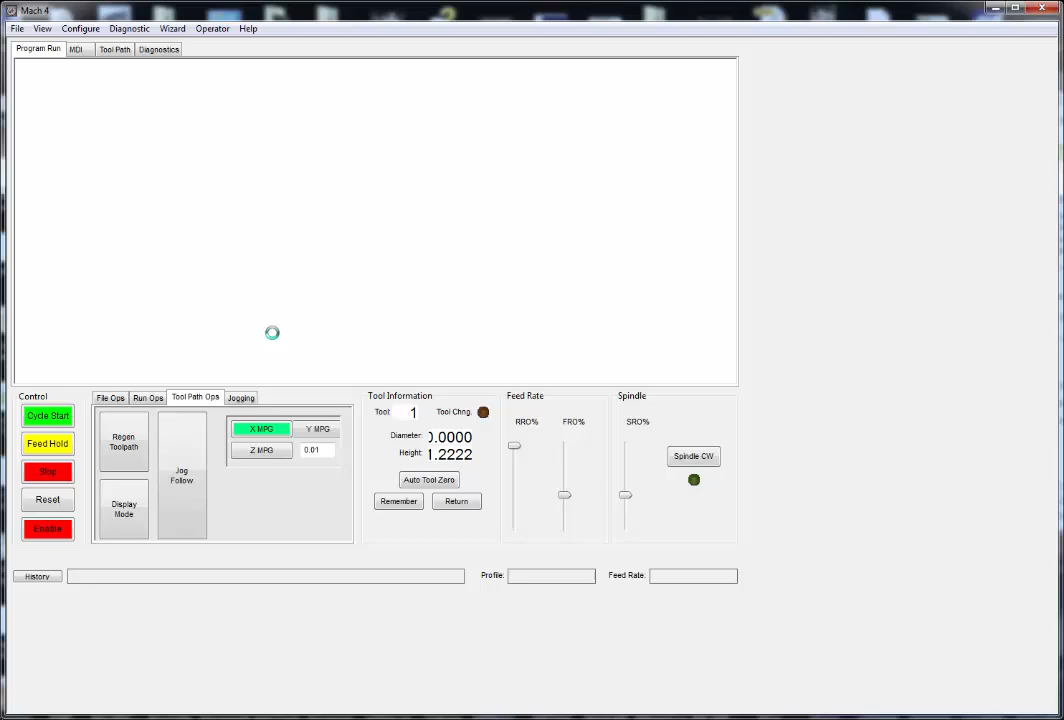 Mach 4
File View Configure Diagnostic Wizard Operator Help
Program Run MDI Tool Path Diagnostics
Control
Cycle Start
Feed Hold
Stop
Reset
Enable
File Ops Run Ops Tool Path Ops Jogging
Regen
Toolpath
Display
Mode
Jog
Follow
X MPG Y MPG
Z MPG 0.01
Tool Information
Tool: 1 Tool Chng.
Diameter: 0.0000
Height: 1.2222
Auto Tool Zero
Remember Return
Feed Rate
RRO% FRO%
Spindle
SRO%
Spindle CW
History Profile: Feed Rate: